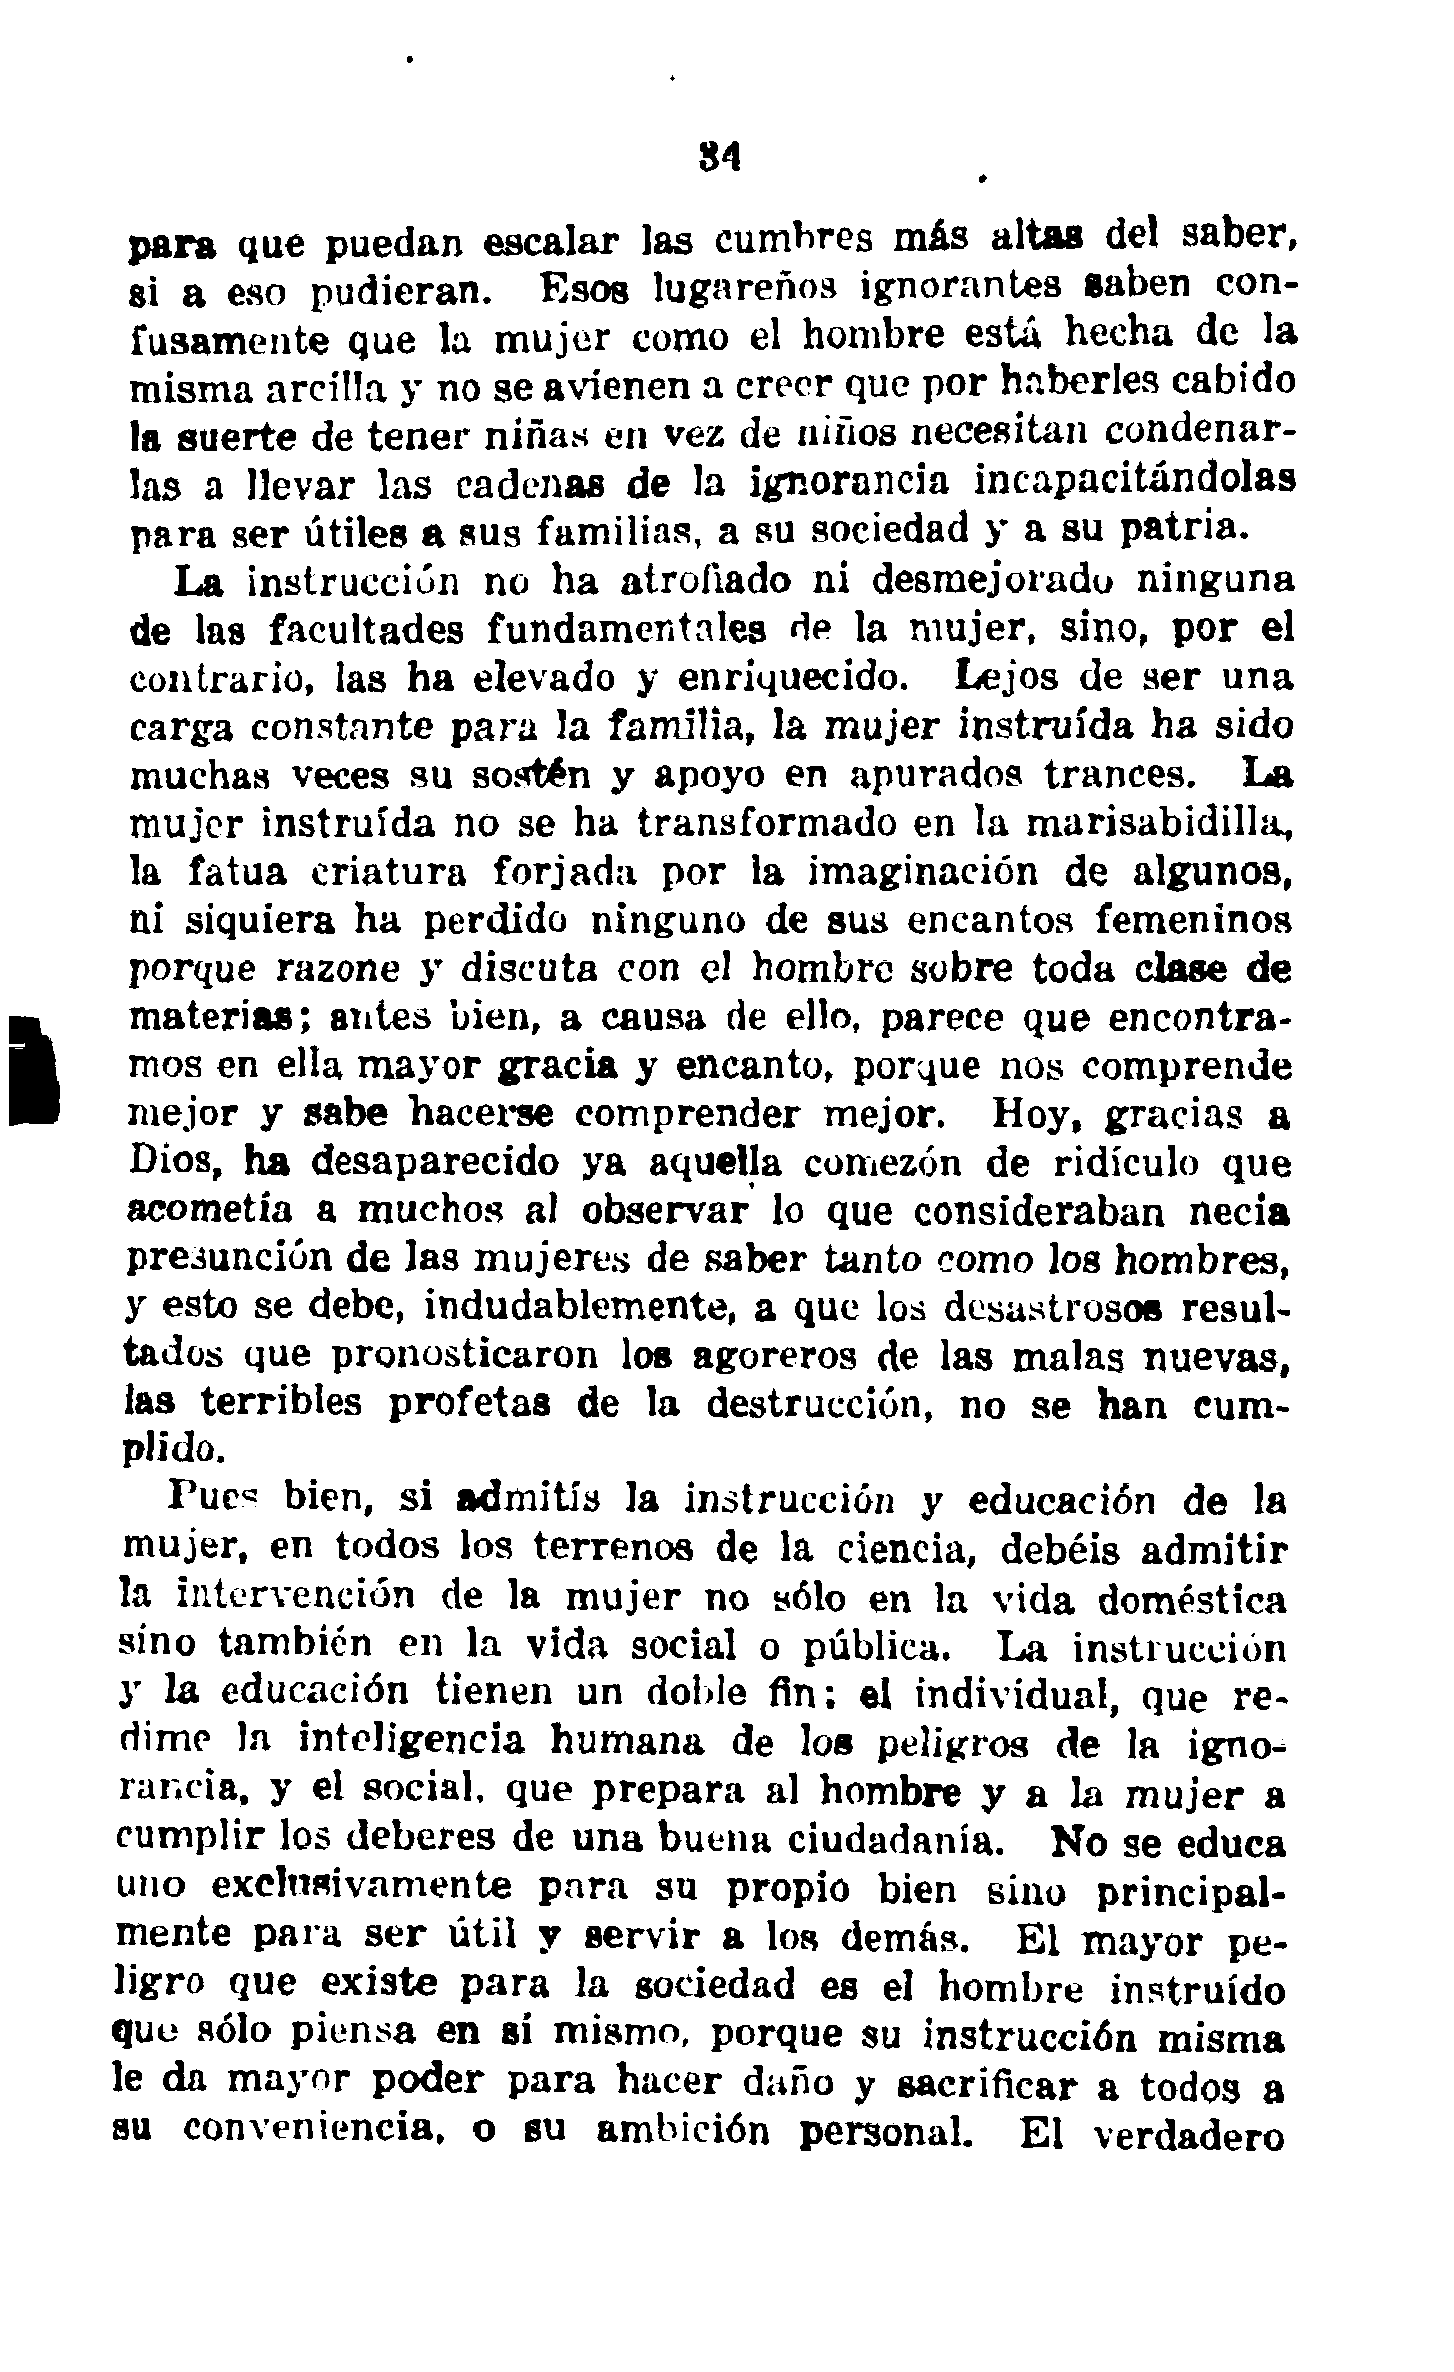 34
para que puedan escalar las cumbres más altas del saber,
si a eso pudieran. Esos lugareños ignorantes saben con-
fusamente que la mujer como el hombre está hecha de la
misma arcilla y no se avienen a creer que por haberles cabido
la suerte de tener niñas en vez de niños necesitan condenar-
las a llevar las cadenas de la ignorancia incapacitándolas
para ser útiles a sus familias, a su sociedad y a su patria.
La instrucción no ha atrofiado ni desmejorado ninguna
de las facultades fundamentales de la mujer, sino, por el
contrario, las ha elevado y enriquecido. Lejos de ser una
carga constante para la familia, la mujer instruída ha sido
muchas veces su sostén y apoyo en apurados trances. La
mujer instruída no se ha transformado en la marisabidilla,
la fatua criatura forjada por la imaginación de algunos,
ni siquiera ha perdido ninguno de sus encantos femeninos
porque razone y discuta con el hombre sobre toda clase de
materias; antes bien, a causa de ello, parece que encontra-
mos en ella mayor gracia y encanto, porque nos comprende
mejor y sabe hacerse comprender mejor. Hoy, gracias a
Dios, ha desaparecido ya aquella comezón de ridículo que
acometía a muchos al observar lo que consideraban necia
presunción de las mujeres de saber tanto como los hombres,
y esto se debe, indudablemente, a que los desastrosos resul-
tados que pronosticaron los agoreros de las malas nuevas,
las terribles profetas de la destrucción, no se han cum-
plido.
Pues bien, si admitís la instrucción y educación de la
mujer, en todos los terrenos de la ciencia, debéis admitir
la intervención de la mujer no sólo en la vida doméstica
sino también en la vida social o pública. La instrucción
y la educación tienen un doble fin: el individual, que re-
dime la inteligencia humana de los peligros de la igno-
rancia, y el social, que prepara al hombre y a la mujer a
cumplir los deberes de una buena ciudadanía. No se educa
uno exclusivamente para su propio bien sino principal-
mente para ser útil y servir a los demás. El mayor pe-
ligro que existe para la sociedad es el hombre instruído
que sólo piensa en sí mismo, porque su instrucción misma
le da mayor poder para hacer daño y sacrificar a todos a
su conveniencia, o su ambición personal. El verdadero